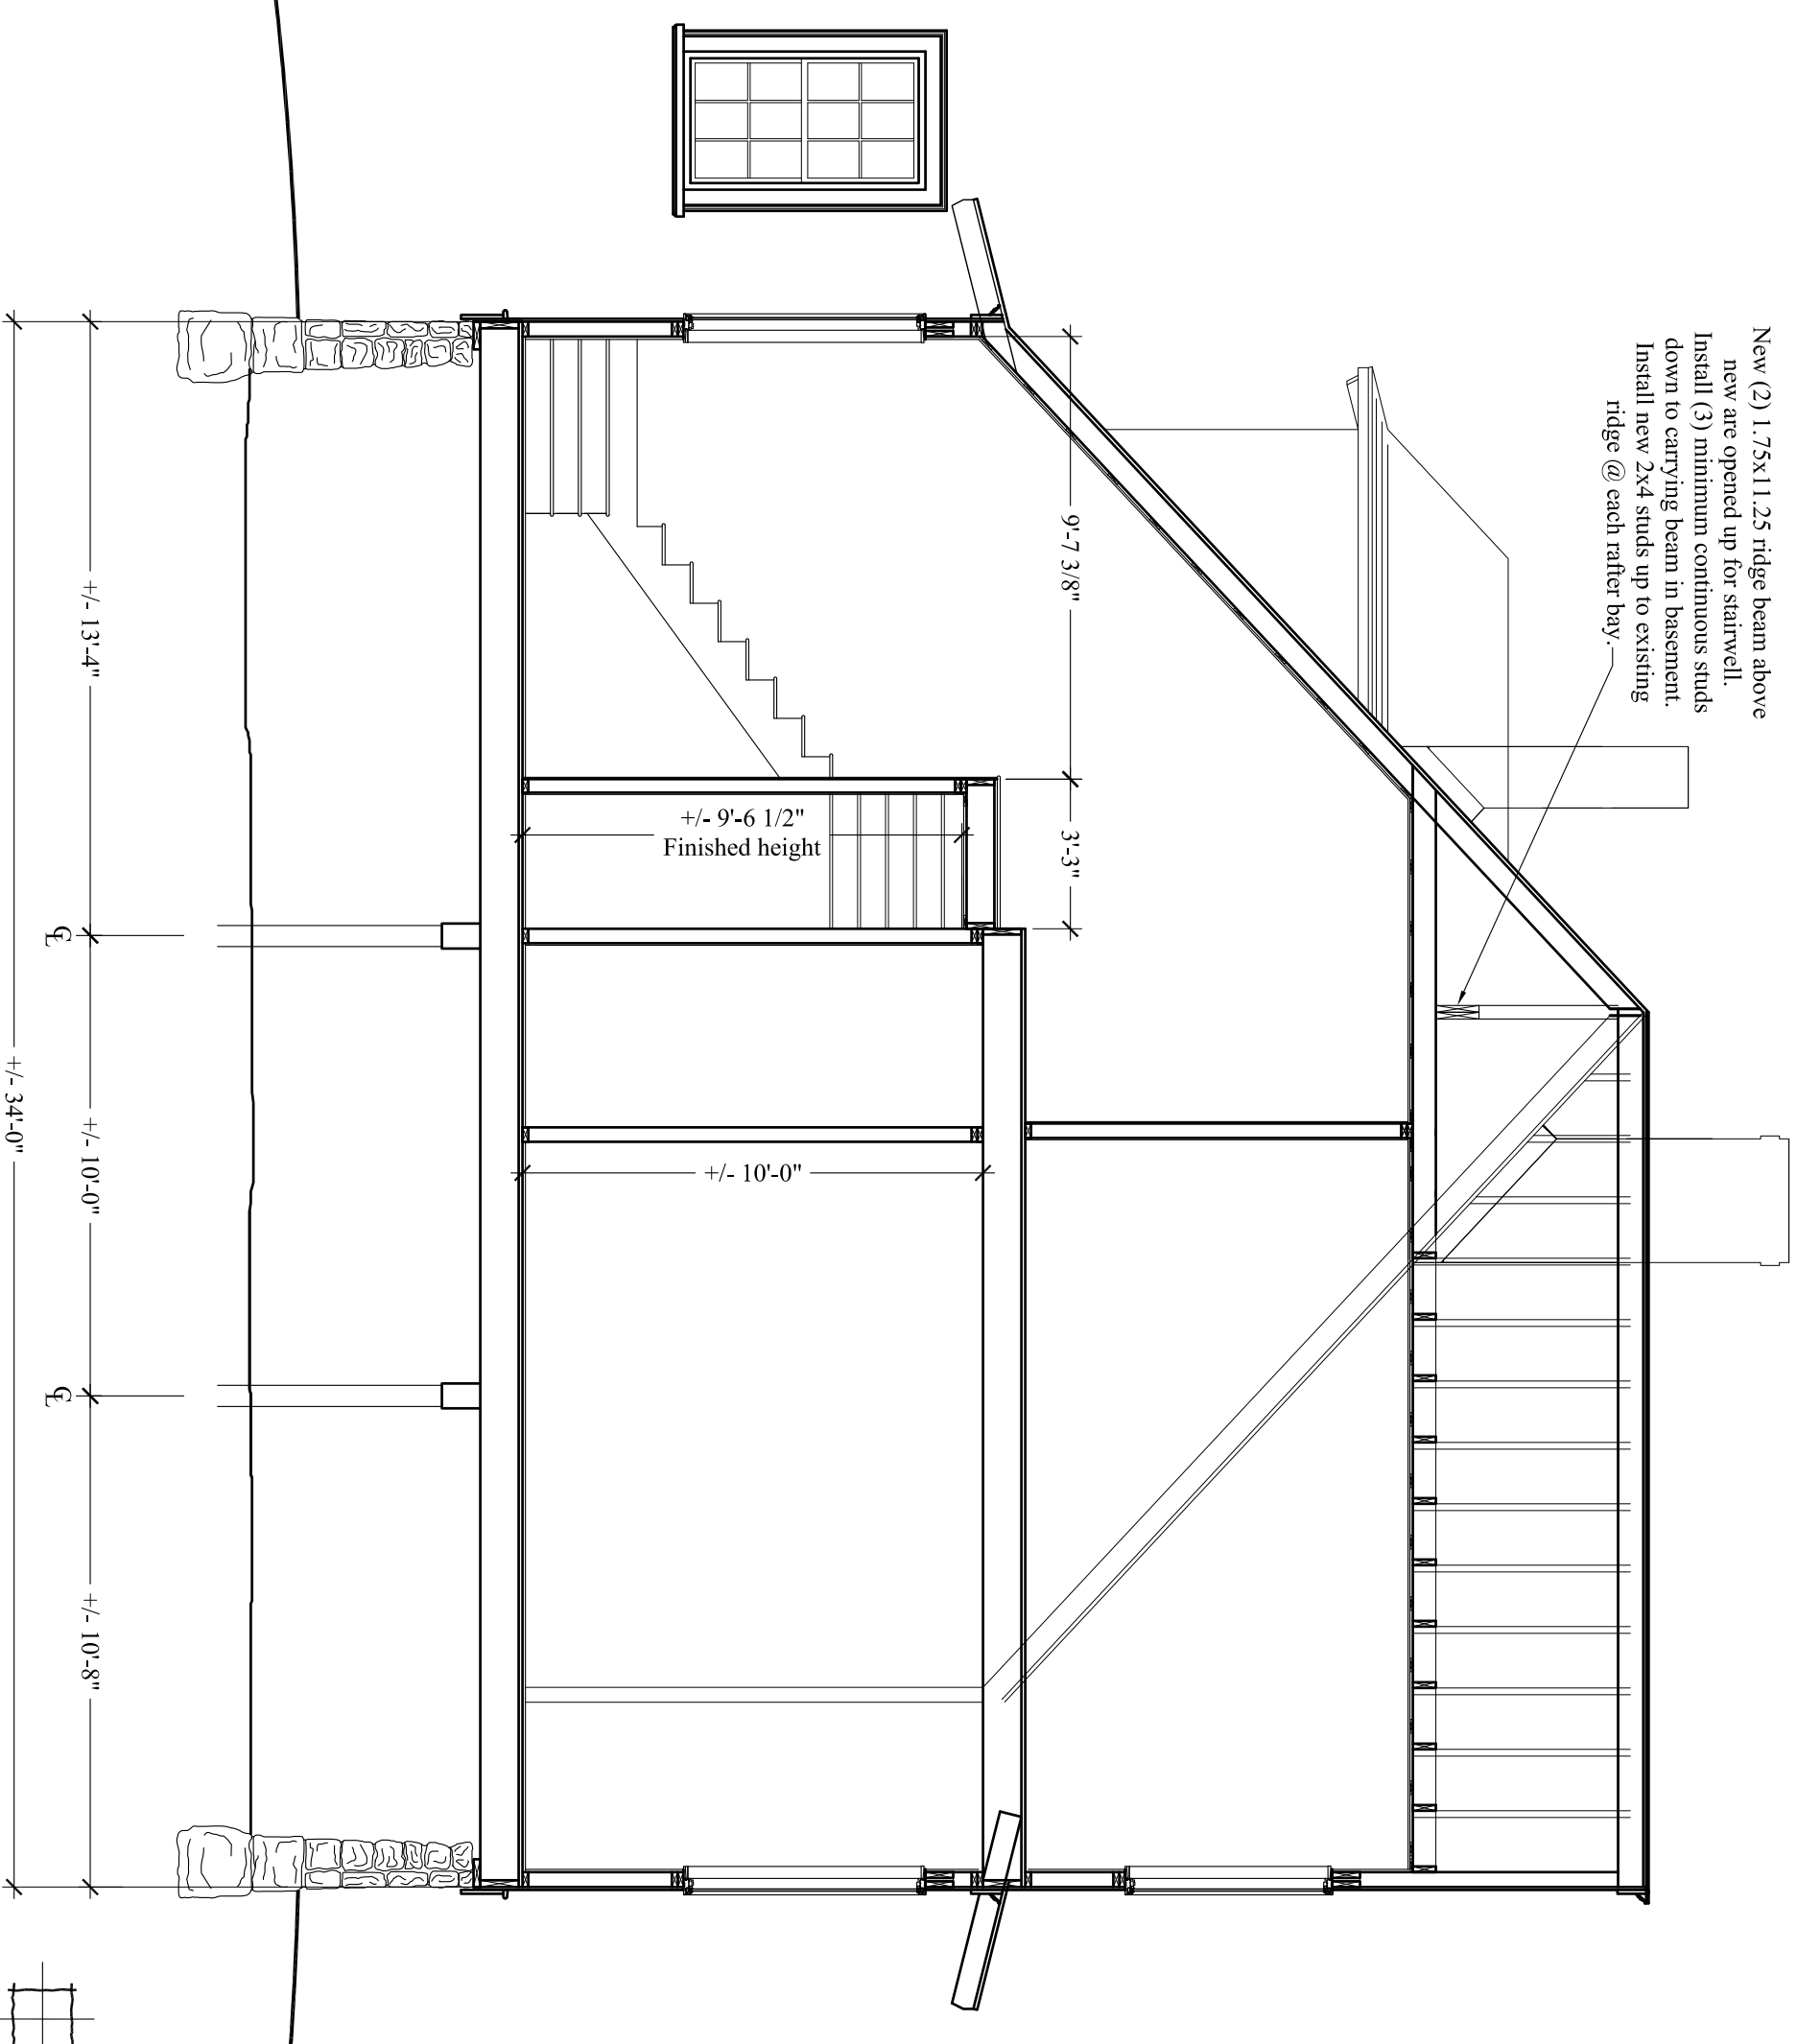 New (2) 1.75x11.25 ridge beam above
new are opened up for stairwell.
Install (3) minimum continuous studs
down to carrying beam in basement.
Install new 2x4 studs up to existing
ridge @ each rafter bay.
9'-7 3/8"
3'-3"
+/- 9'-6 1/2"
Finished height
+/- 10'-0"
+/- 13'-4"
+/- 10'-0"
+/- 10'-8"
℄
℄
+/- 34'-0"